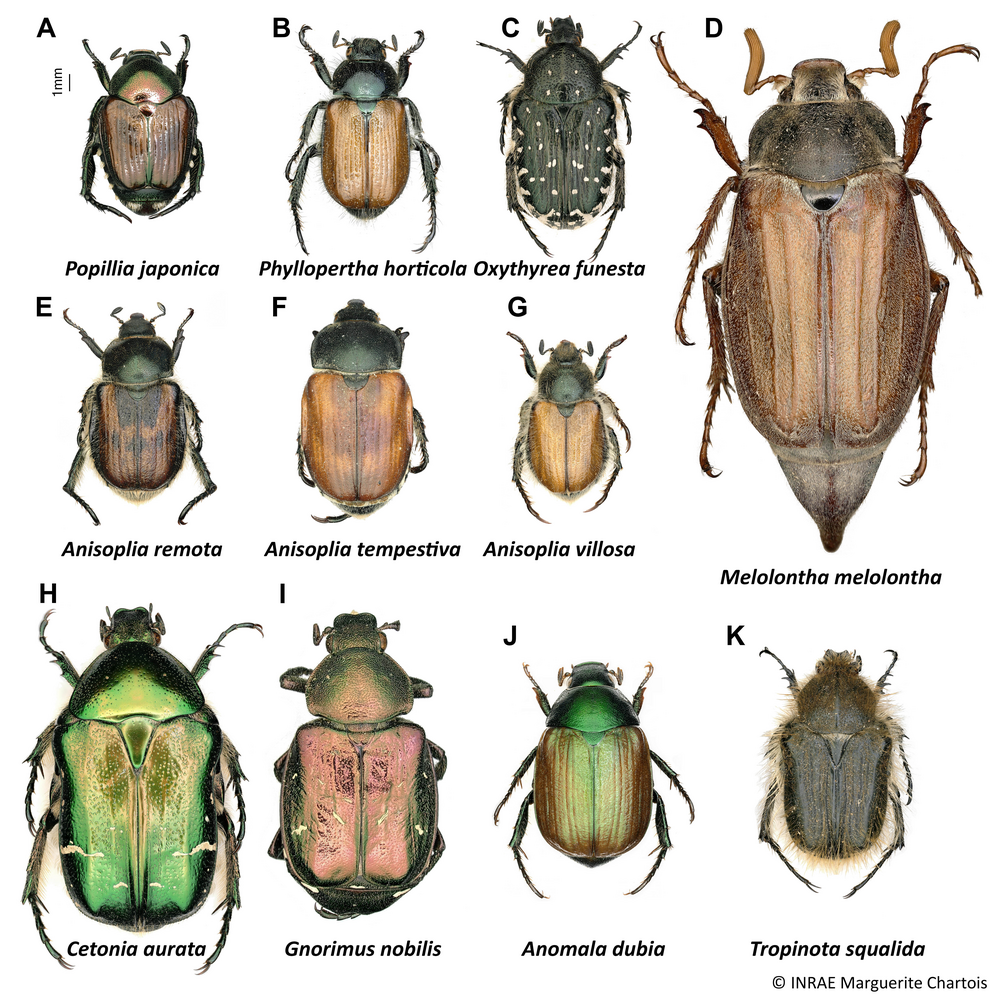 A
B
C
D
1mm
Popillia japonica
Phyllopertha horticola
Oxythyrea funesta
E
F
G
Anisoplia remota
Anisoplia tempestiva
Anisoplia villosa
Melolontha melolontha
H
I
J
K
Cetonia aurata
Gnorimus nobilis
Anomala dubia
Tropinota squalida
© INRAE Marguerite Chartois